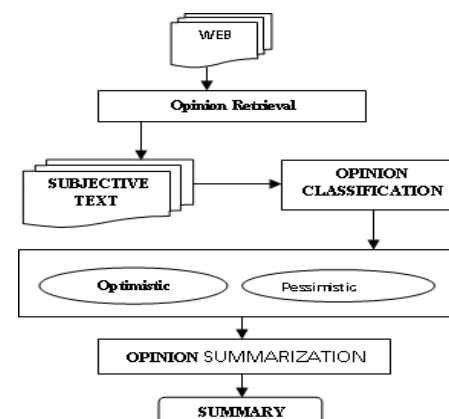 WEB
Opinion Retrieval
SUBJECTIVE
TEXT
OPINION
CLASSIFICATION
Optimistic
Pessimistic
OPINION SUMMARIZATION
SUMMARY